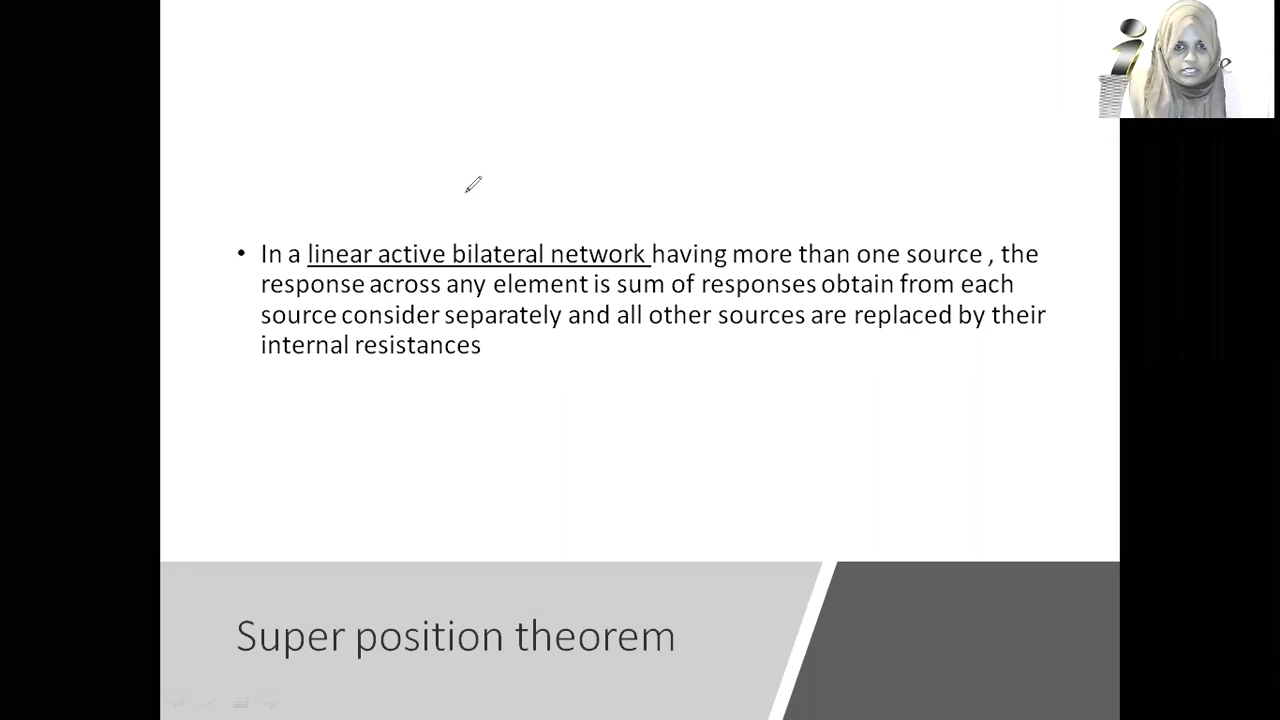 In a linear active bilateral network having more than one source , the
response across any element is sum of responses obtain from each
source consider separately and all other sources are replaced by their
internal resistances
Super position theorem